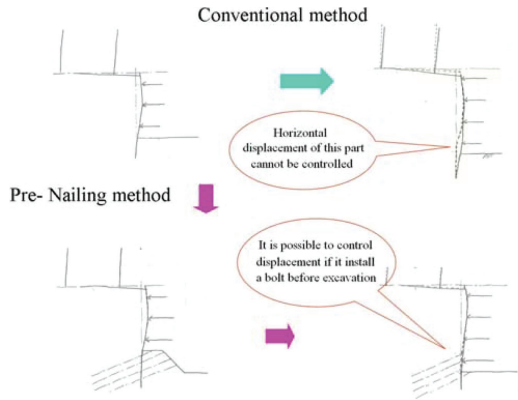 Conventional method
Horizontal
displacement of this part
cannot be controlled
Pre- Nailing method
It is possible to control
displacement if it install
a bolt before excavation